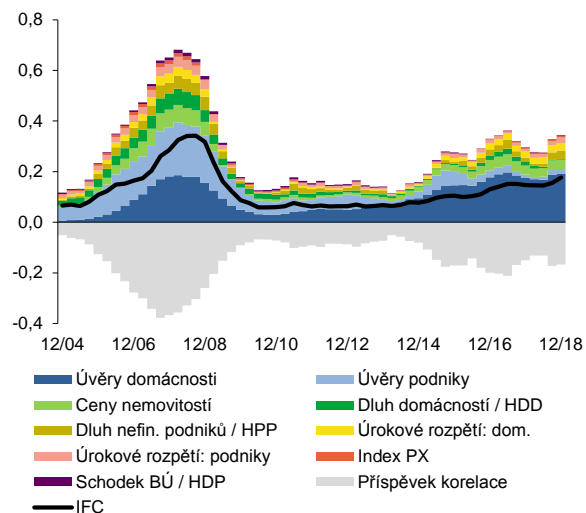 0,8
0,6
0,4
0,2
0,0
-0,2
-0,4
12/04 12/06 12/08 12/10 12/12 12/14 12/16 12/18
Úvěry domácnosti Úvěry podniky
Ceny nemovitostí Dluh domácností / HDD
Dluh nefin. podniků / HPP Úrokové rozpětí: dom.
Úrokové rozpětí: podniky Index PX
Schodek BÚ / HDP Příspěvek korelace
IFC